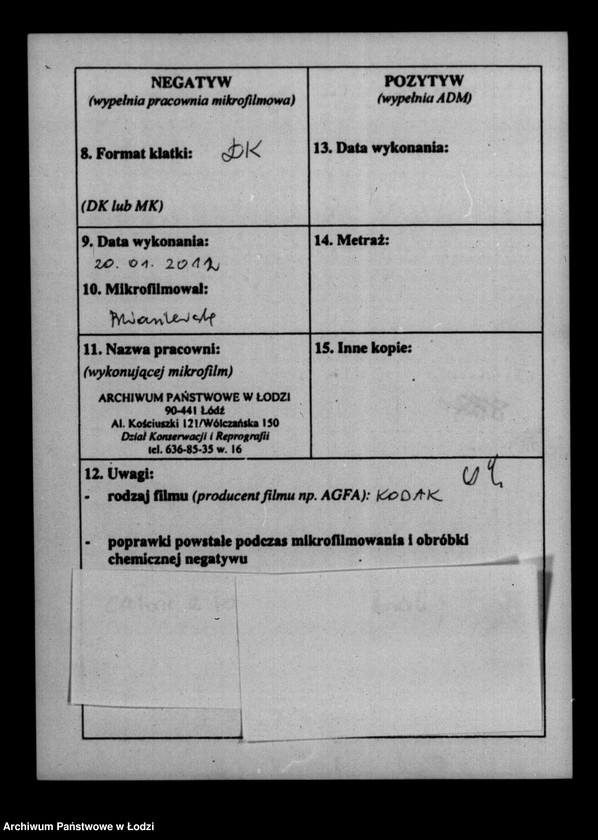 NEGATYW
(wypełnia pracownia mikrofilmowa)
8. Format klatki: DK
(DK lub MK)
9. Data wykonania:
20. 01. 2012
10. Mikrofilmował:
11. Nazwa pracowni:
(wykonującej mikrofilm)
ARCHIWUM PAŃSTWOWE W ŁODZI
90-441 Łódź
Al. Kościuszki 121/Wólczańska 150
Dział Konserwacji i Reprografii
tel. 636-85-35 w. 16
POZYTYW
(wypełnia ADM)
13. Data wykonania:
14. Metraż:
15. Inne kopie:
12. Uwagi:
- rodzaj filmu (producent filmu np. AGFA): KODAK
- poprawki powstałe podczas mikrofilmowania i obróbki
chemicznej negatywu
Archiwum Państwowe w Łodzi